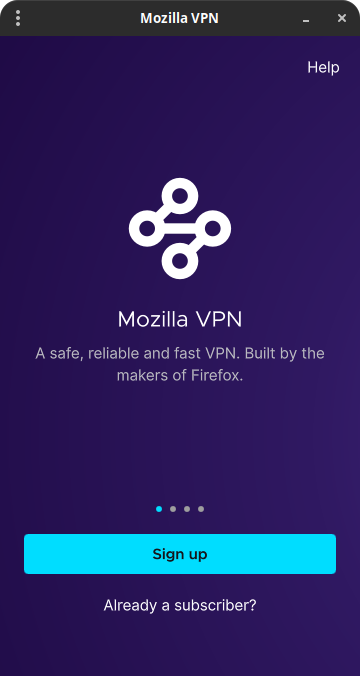 Mozilla VPN
Help
Mozilla VPN
A safe, reliable and fast VPN. Built by the
makers of Firefox.
Sign up
Already a subscriber?